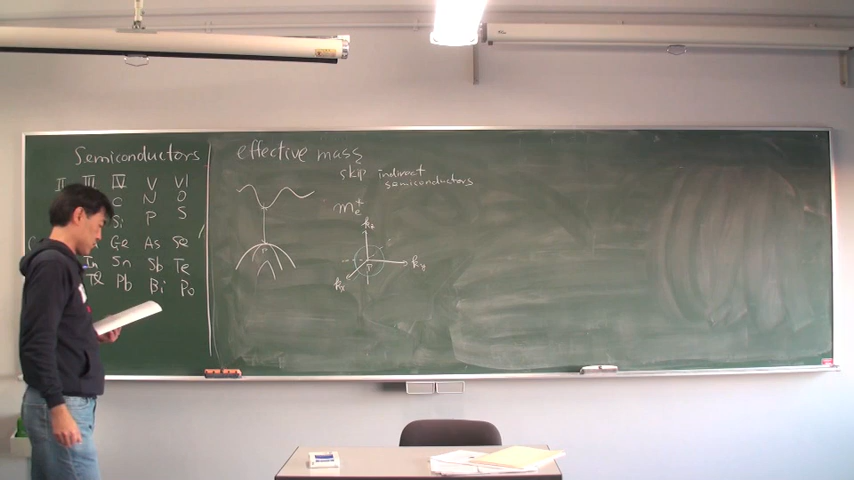 Semiconductors
II III IV V VI
C N O
Si P S
Ge As Se
In Sn Sb Te
Tl Pb Bi Po
effective mass
skip indirect
semiconductors
Γ
kz
Γ
ky
kx